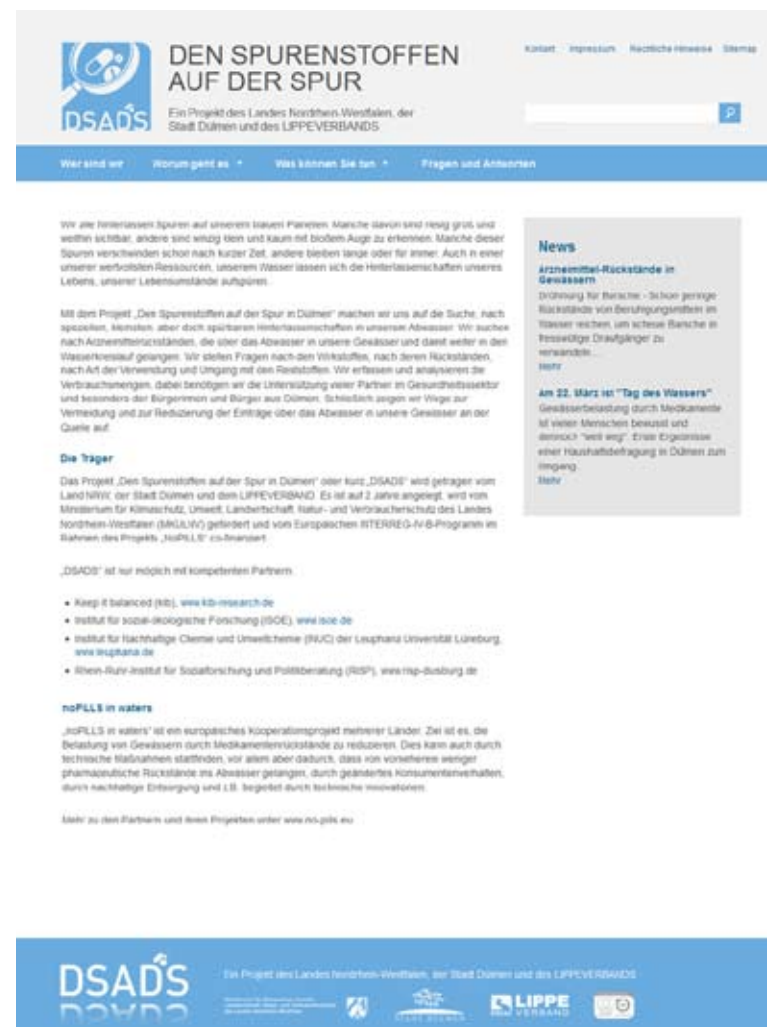 DEN SPURENSTOFFEN
AUF DER SPUR
Ein Projekt des Landes Nordrhein-Westfalen, der
Stadt Dülmen und des LIPPEVERBANDS
DSADS
Kontakt Impressum Rechtliche Hinweise Sitemap
Wer sind wir Worum geht es Was können Sie tun Fragen und Antworten
Wir alle hinterlassen Spuren auf unserem blauen Planeten. Manche davon sind riesig groß und
weithin sichtbar, andere sind winzig klein und kaum mit bloßem Auge zu erkennen. Manche dieser
Spuren verschwinden schon nach kurzer Zeit, andere bleiben lange oder für immer. Auch in einer
unserer wertvollsten Ressourcen, unserem Wasser lassen sich die Hinterlassenschaften unseres
Lebens, unserer Lebensumstände aufspüren.
Mit dem Projekt „Den Spurenstoffen auf der Spur in Dülmen“ machen wir uns auf die Suche, nach
speziellen, kleinsten, aber doch spürbaren Hinterlassenschaften in unserem Abwasser. Wir suchen
nach Arzneimittelrückständen, die über das Abwasser in unsere Gewässer und damit weiter in den
Wasserkreislauf gelangen. Wir stellen Fragen nach den Wirkstoffen, nach deren Rückständen,
nach Art der Verwendung und Umgang mit den Reststoffen. Wir erfassen und analysieren die
Verbrauchsmengen, dabei benötigen wir die Unterstützung vieler Partner im Gesundheitssektor
und besonders der Bürgerinnen und Bürger aus Dülmen. Schließlich zeigen wir Wege zur
Vermeidung und zur Reduzierung der Einträge über das Abwasser in unsere Gewässer an der
Quelle auf.
Die Träger
Das Projekt „Den Spurenstoffen auf der Spur in Dülmen“ oder kurz „DSADS“ wird getragen vom
Land NRW, der Stadt Dülmen und dem LIPPEVERBAND. Es ist auf 2 Jahre angelegt, wird vom
Ministerium für Klimaschutz, Umwelt, Landwirtschaft, Natur- und Verbraucherschutz des Landes
Nordrhein-Westfalen (MKULNV) gefördert und vom Europäischen INTERREG-IV-B-Programm im
Rahmen des Projekts „NoPILLS“ co-finanziert.
„DSADS“ ist nur möglich mit kompetenten Partnern
• Keep it balanced (kib), www.kib-research.de
• Institut für sozial-ökologische Forschung (ISOE), www.isoe.de
• Institut für Nachhaltige Chemie und Umweltchemie (INUC) der Leuphana Universität Lüneburg,
www.leuphana.de
• Rhein-Ruhr-Institut für Sozialforschung und Politikberatung (RISP), www.risp-duisburg.de
noPILLS in waters
„noPILLS in waters“ ist ein europäisches Kooperationsprojekt mehrerer Länder. Ziel ist es, die
Belastung von Gewässern durch Medikamentenrückstände zu reduzieren. Dies kann auch durch
technische Maßnahmen stattfinden, vor allem aber dadurch, dass von vorneherein weniger
pharmapeutische Rückstände ins Abwasser gelangen, durch geändertes Konsumentenverhalten,
durch nachhaltige Entsorgung und z.B. begleitet durch technische Innovationen.
Mehr zu den Partnern und ihren Projekten unter www.no-pills.eu
News
Arzneimittel-Rückstände in
Gewässern
Dröhnung für Barsche - Schon geringe
Rückstände von Beruhigungsmitteln im
Wasser reichen, um scheue Barsche in
fresswütige Draufgänger zu
verwandeln...
Mehr
Am 22. März ist "Tag des Wassers"
Gewässerbelastung durch Medikamente
ist vielen Menschen bewusst und
dennoch "weit weg". Erste Ergebnisse
einer Haushaltsbefragung in Dülmen zum
Umgang
Mehr
DSADS
Ein Projekt des Landes Nordrhein-Westfalen, der Stadt Dülmen und des LIPPEVERBANDS
LIPPE
VERBAND